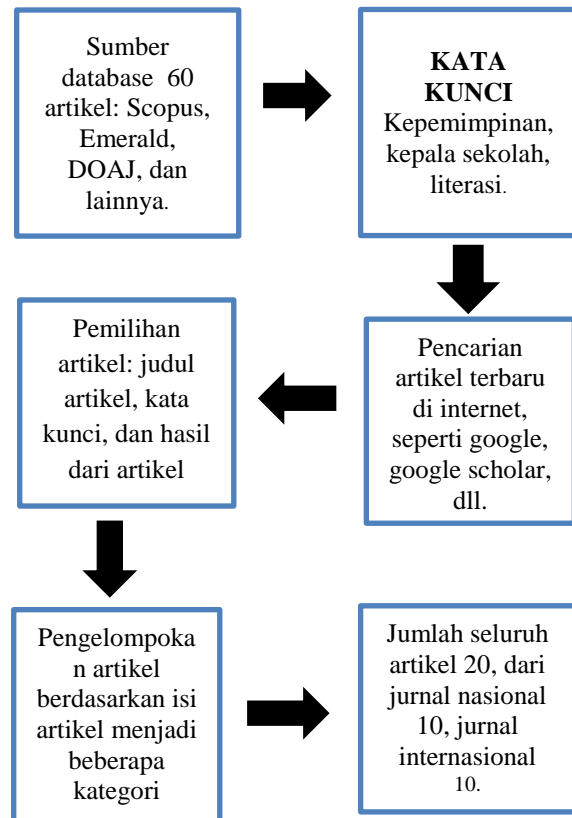 Sumber
database 60
artikel: Scopus,
Emerald,
DOAJ, dan
lainnya.
KATA
KUNCI
Kepemimpinan,
kepala sekolah,
literasi.
Pencarian
artikel terbaru
di internet,
seperti google,
google scholar,
dll.
Pemilihan
artikel: judul
artikel, kata
kunci, dan hasil
dari artikel
Pengelompoka
n artikel
berdasarkan isi
artikel menjadi
beberapa
kategori
Jumlah seluruh
artikel 20, dari
jurnal nasional
10, jurnal
internasional
10.